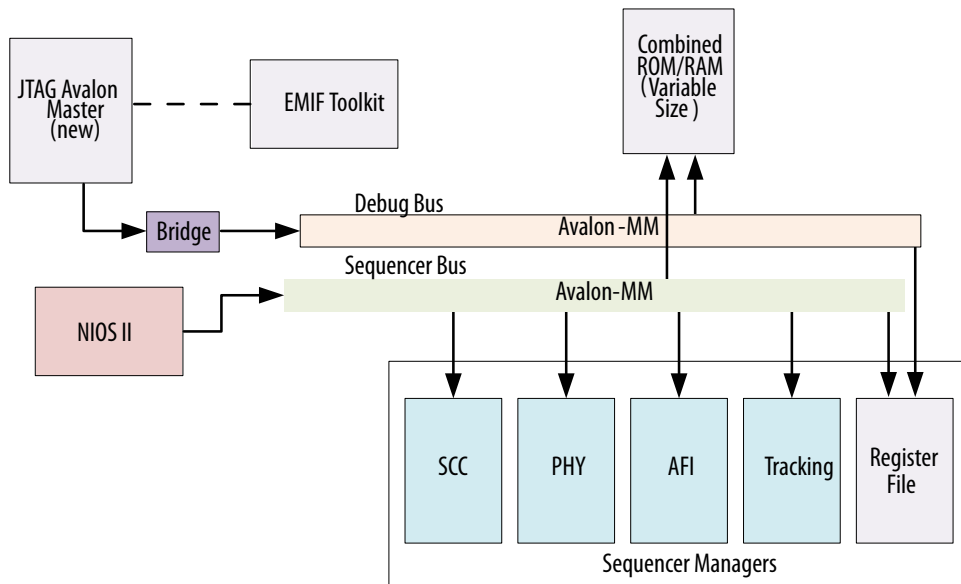 JTAG Avalon
Master
(new)
EMIF Toolkit
Combined
ROM/RAM
( Variable
Size )
Debug Bus
Bridge
Avalon -MM
Sequencer Bus
Avalon-MM
NIOS II
SCC
PHY
AFI
Tracking
Register
File
Sequencer Managers